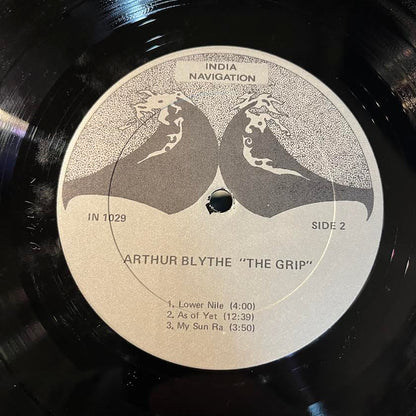 INDIA
NAVIGATION
IN 1029
SIDE 2
ARTHUR BLYTHE "THE GRIP"
1. Lower Nile (4:00)
2. As of Yet (12:39)
3. My Sun Ra (3:50)